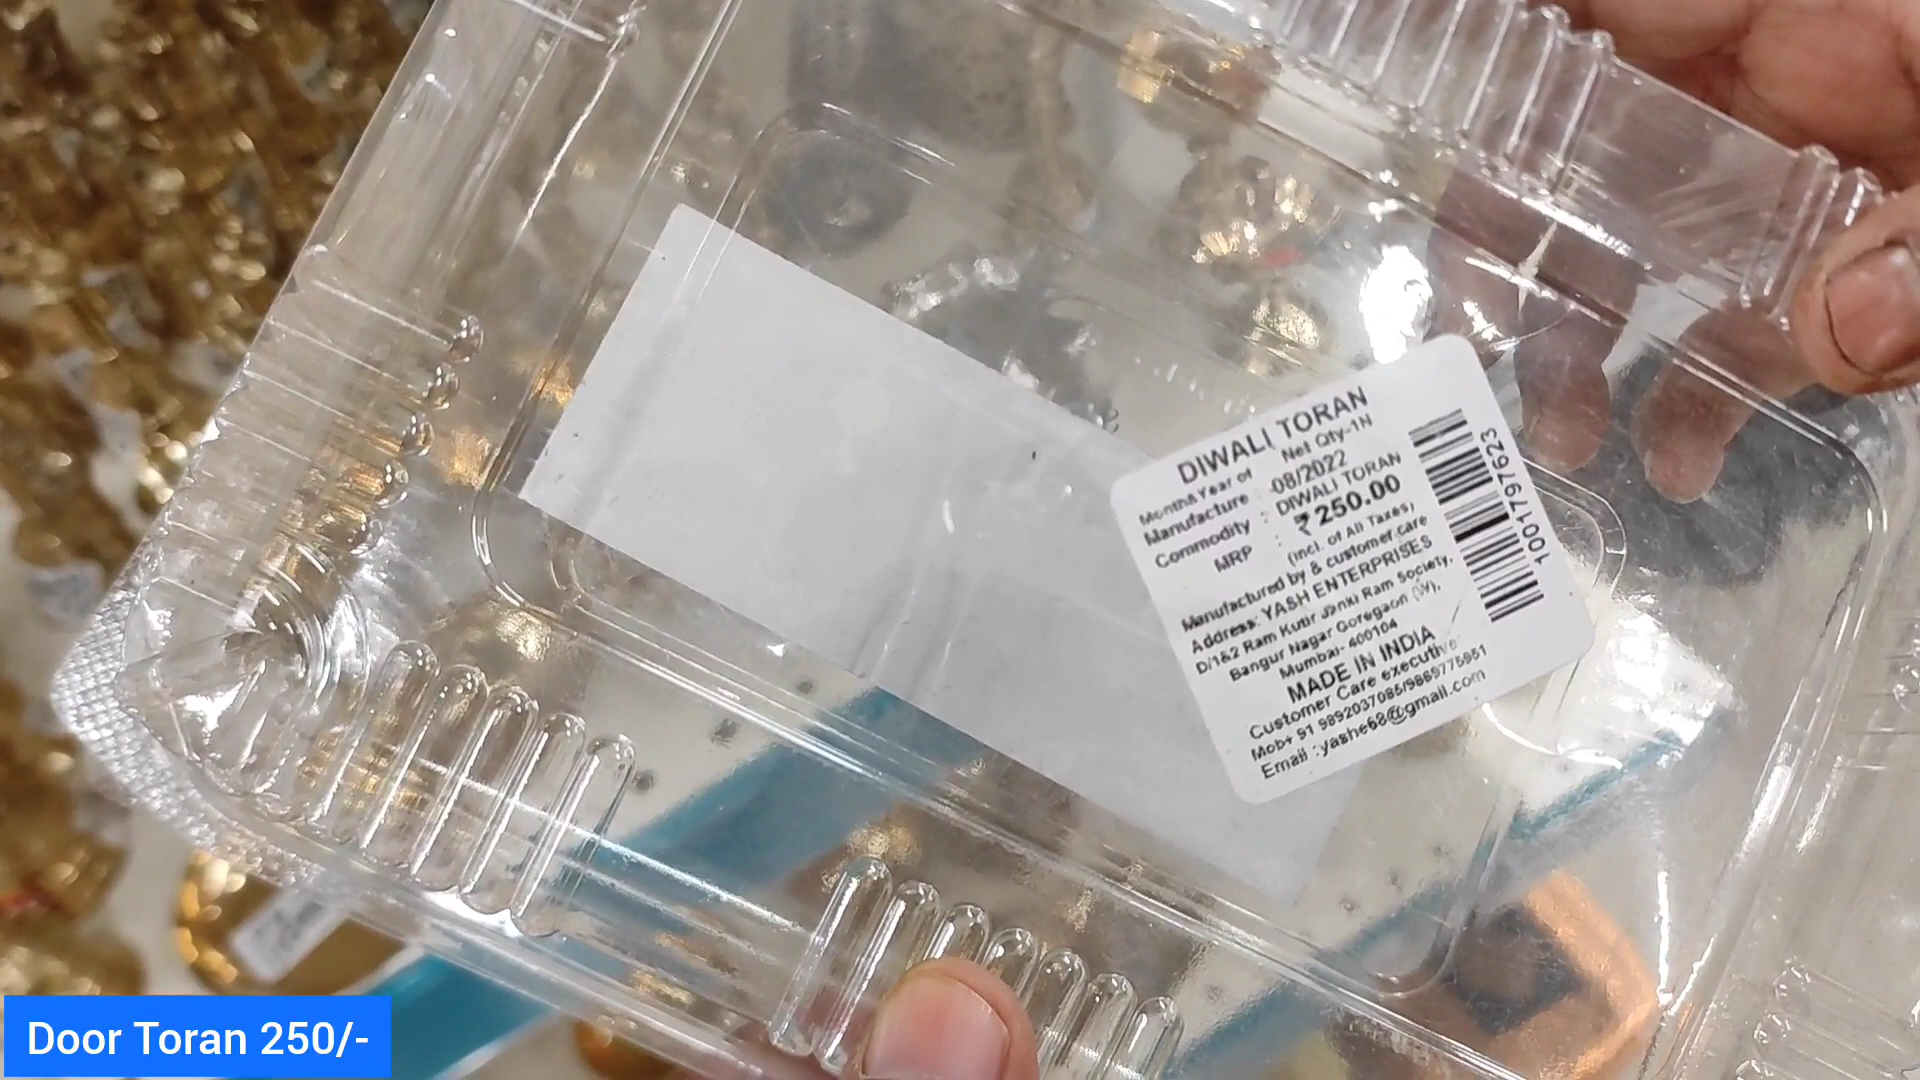 DIWALI TORAN
Net Qty-1N
Month&Year of
Manufacture : 08/2022
Commodity : DIWALI TORAN
MRP : ₹250.00
(Incl. of All Taxes)
Manufactured by & customer care
Address: YASH ENTERPRISES
D/1&2 Ram Kutir Janki Ram Society,
Bangur Nagar Goregaon (W),
Mumbai- 400104
MADE IN INDIA
Customer Care executive
Mob+ 91 9892037085/9869775951
Email :yashe68@gmail.com
1001797623
Door Toran 250/-